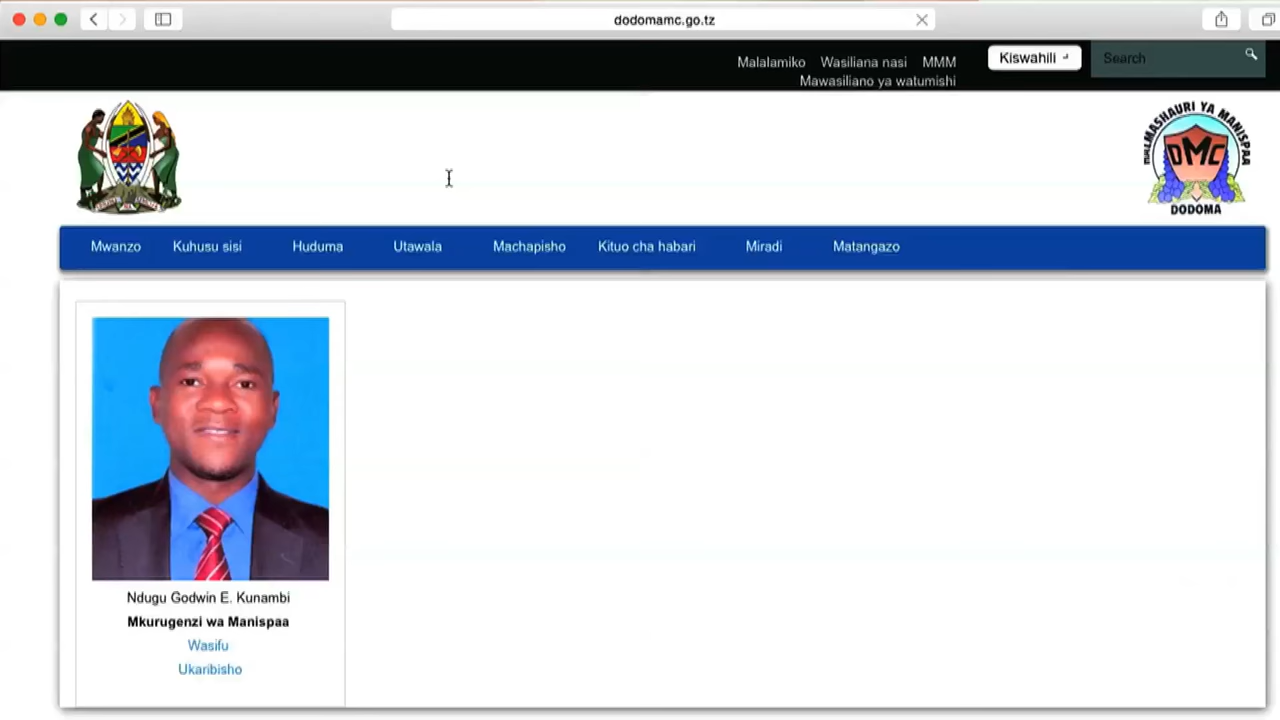 dodomamc.go.tz
Malalamiko Wasiliana nasi MMM
Mawasiliano ya watumishi
Kiswahili
Search
HALMASHAURI YA MANISPAA
DMC
DODOMA
Mwanzo Kuhusu sisi Huduma Utawala Machapisho Kituo cha habari Miradi Matangazo
Ndugu Godwin E. Kunambi
Mkurugenzi wa Manispaa
Wasifu
Ukaribisho